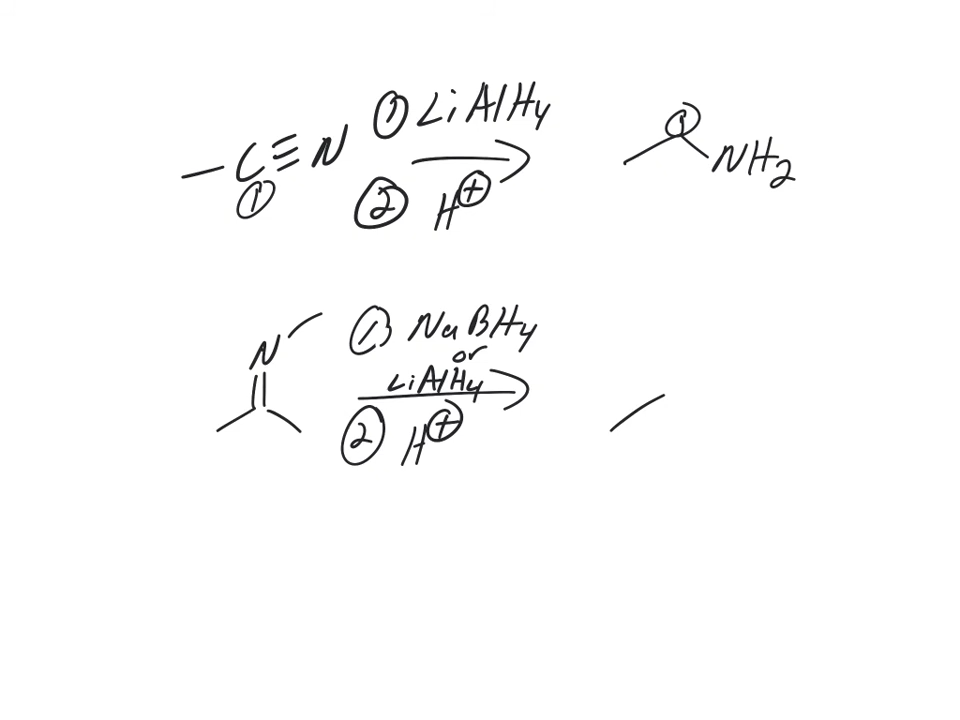 ① LiAlH4
—C≡N → NH2
① ② H⊕ ①
N ① NaBH4
or
LiAlH4
② H⊕